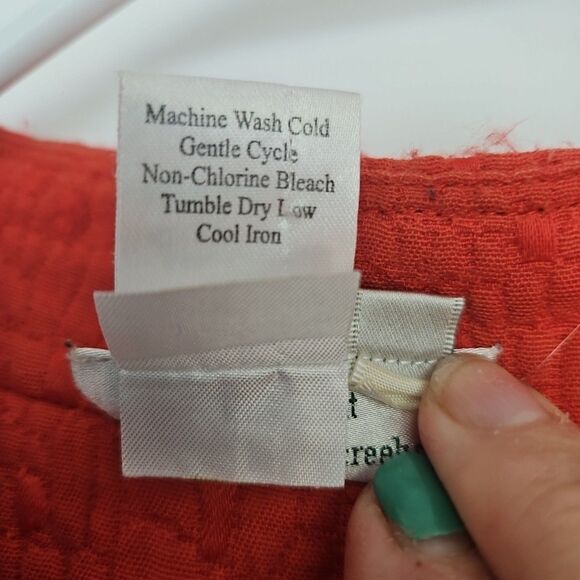 Machine Wash Cold
Gentle Cycle
Non-Chlorine Bleach
Tumble Dry Low
Cool Iron